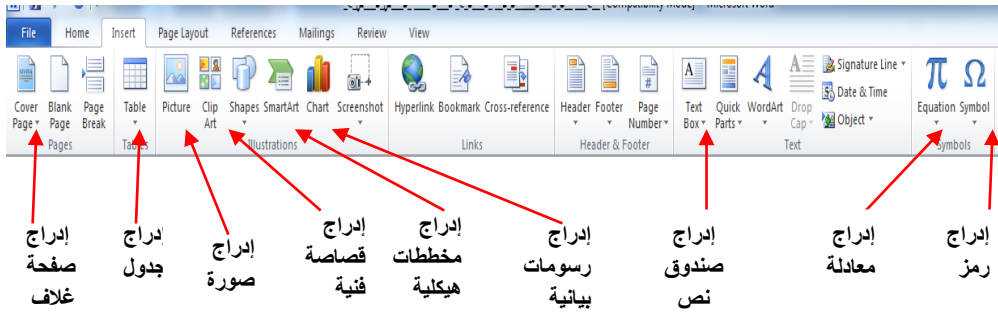 [Compatibility Mode] - Microsoft Word
File Home Insert Page Layout References Mailings Review View
Cover Page Blank Page Page Break Table Picture Clip Art Shapes SmartArt Chart Screenshot Hyperlink Bookmark Cross-reference Header Footer Page Number Text Box Quick Parts WordArt Drop Cap Signature Line Date & Time Object Equation Symbol
Pages Tables Illustrations Links Header & Footer Text Symbols
إدراج صفحة غلاف
إدراج جدول
إدراج صورة
إدراج قصاصة فنية
إدراج مخططات هيكلية
إدراج رسومات بيانية
إدراج صندوق نص
إدراج معادلة
إدراج رمز